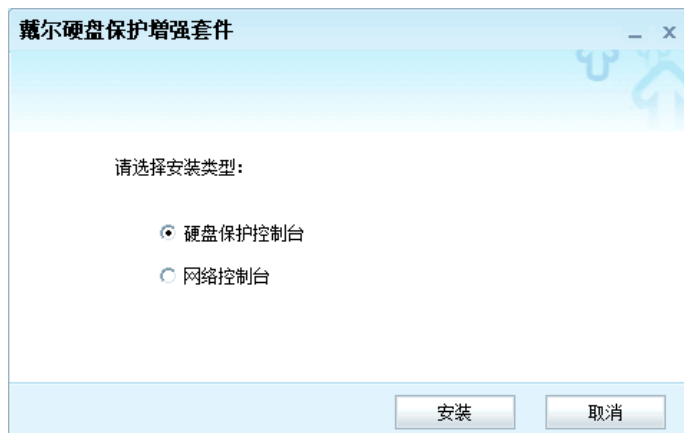 戴尔硬盘保护增强套件
请选择安装类型:
硬盘保护控制台
网络控制台
安装
取消